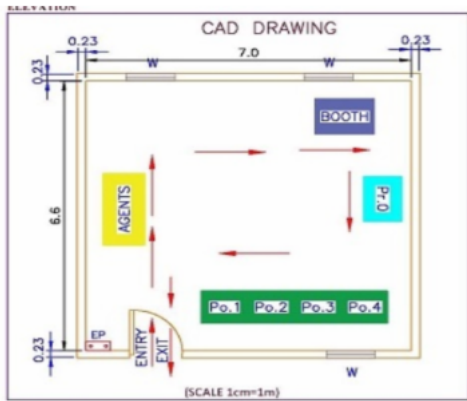 ELEVATION
CAD DRAWING
0.23
7.0
0.23
0.23
W
W
BOOTH
AGENTS
Pr.O
6.6
Po.1 Po.2 Po.3 Po.4
EP
ENTRY
EXIT
0.23
W
(SCALE 1cm=1m)